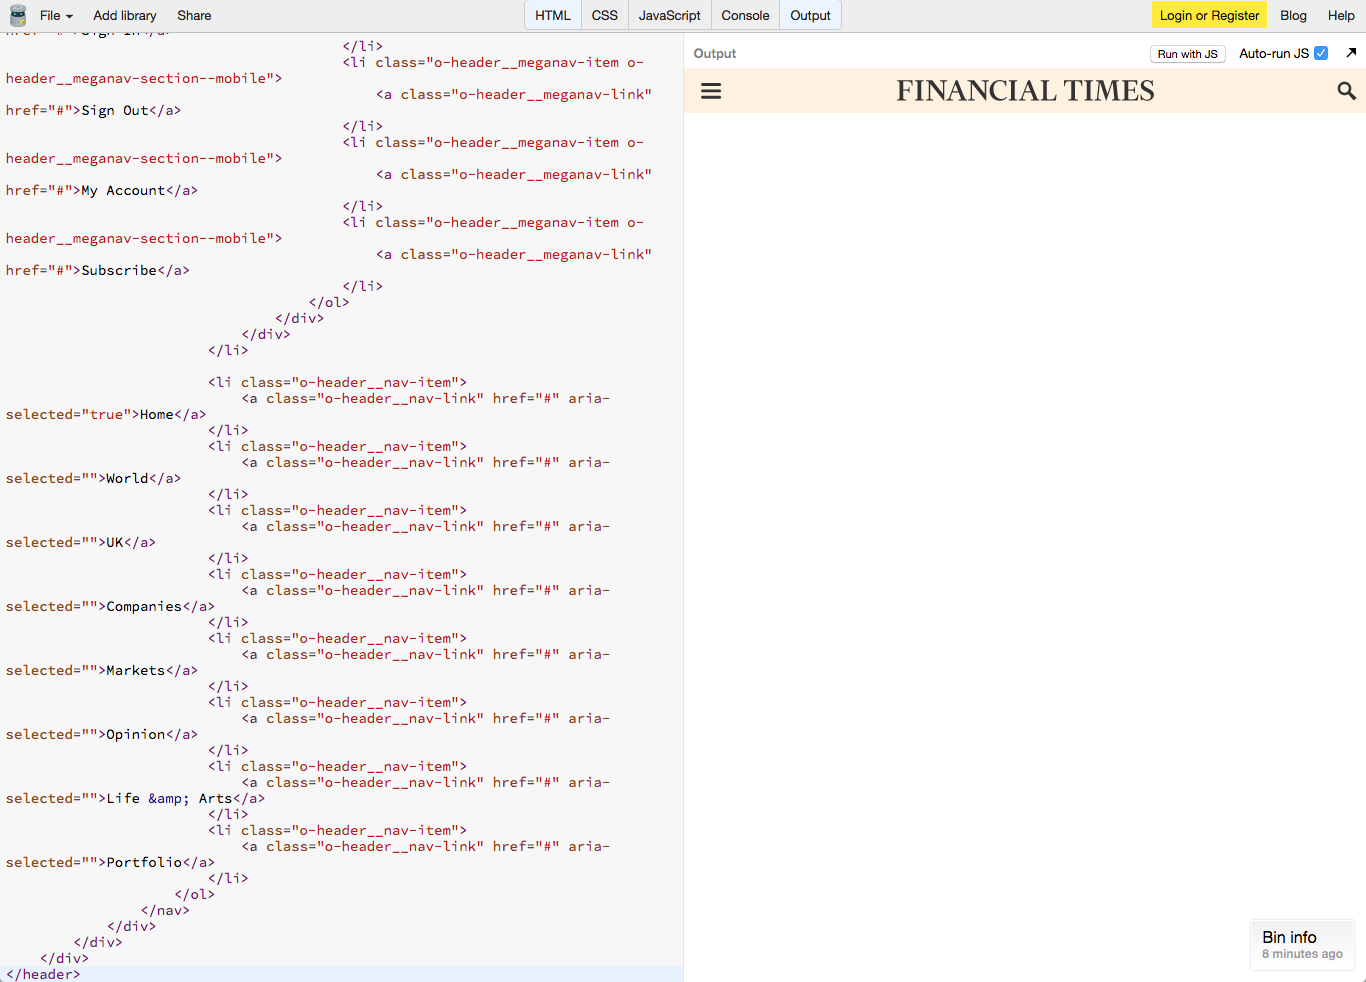 File Add library Share HTML CSS JavaScript Console Output Login or Register Blog Help
href="#">Sign In</a>
</li>
<li class="o-header__meganav-item o-
header__meganav-section--mobile">
<a class="o-header__meganav-link"
href="#">Sign Out</a>
</li>
<li class="o-header__meganav-item o-
header__meganav-section--mobile">
<a class="o-header__meganav-link"
href="#">My Account</a>
</li>
<li class="o-header__meganav-item o-
header__meganav-section--mobile">
<a class="o-header__meganav-link"
href="#">Subscribe</a>
</li>
</ol>
</div>
</div>
</li>
<li class="o-header__nav-item">
<a class="o-header__nav-link" href="#" aria-
selected="true">Home</a>
</li>
<li class="o-header__nav-item">
<a class="o-header__nav-link" href="#" aria-
selected="">World</a>
</li>
<li class="o-header__nav-item">
<a class="o-header__nav-link" href="#" aria-
selected="">UK</a>
</li>
<li class="o-header__nav-item">
<a class="o-header__nav-link" href="#" aria-
selected="">Companies</a>
</li>
<li class="o-header__nav-item">
<a class="o-header__nav-link" href="#" aria-
selected="">Markets</a>
</li>
<li class="o-header__nav-item">
<a class="o-header__nav-link" href="#" aria-
selected="">Opinion</a>
</li>
<li class="o-header__nav-item">
<a class="o-header__nav-link" href="#" aria-
selected="">Life &amp; Arts</a>
</li>
<li class="o-header__nav-item">
<a class="o-header__nav-link" href="#" aria-
selected="">Portfolio</a>
</li>
</ol>
</nav>
</div>
</div>
</div>
</header>
Output Run with JS Auto-run JS
FINANCIAL TIMES
Bin info
8 minutes ago